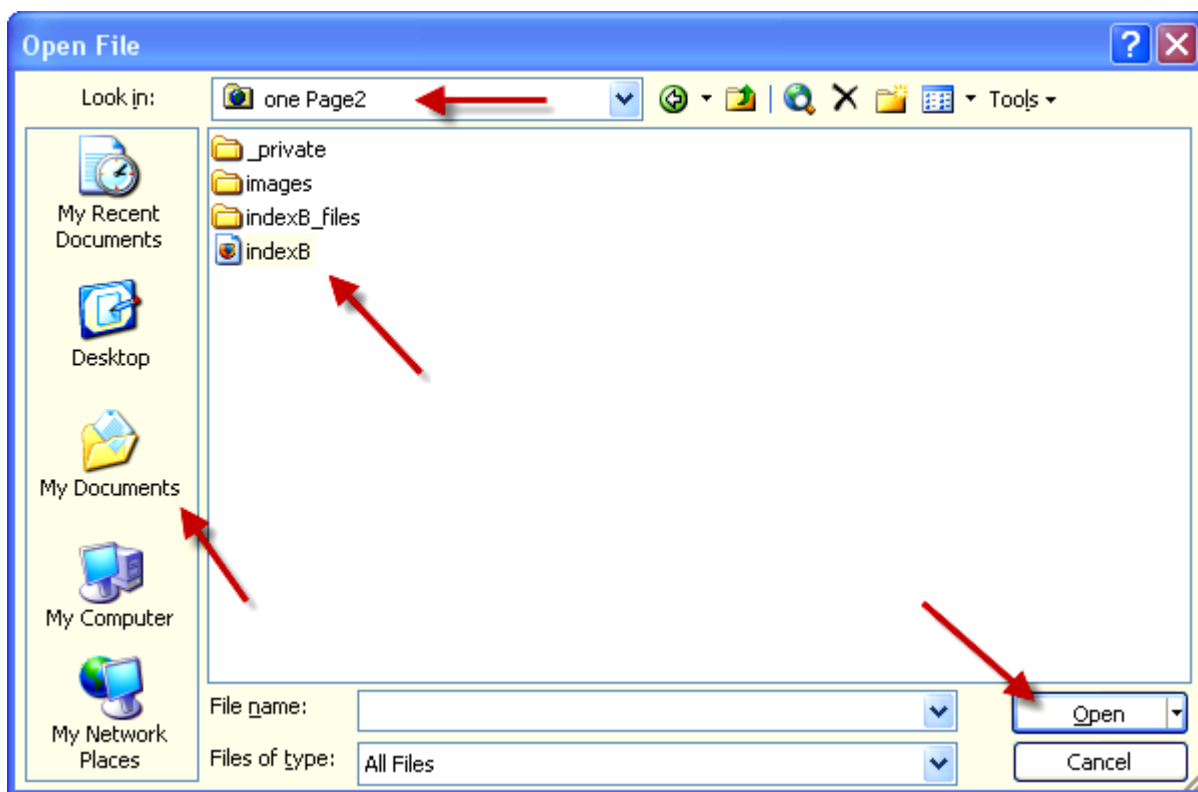 Open File
Look in:
one Page2
Tools
My Recent
Documents
Desktop
My Documents
My Computer
My Network
Places
_private
images
indexB_files
indexB
File name:
Open
Files of type:
All Files
Cancel